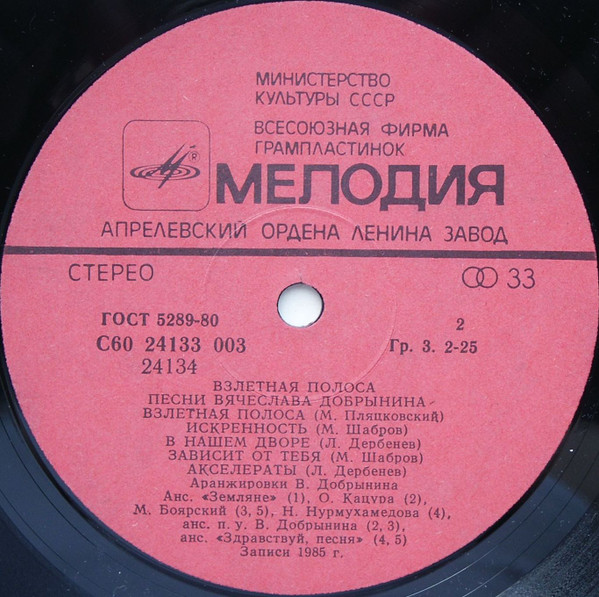 МИНИСТЕРСТВО
КУЛЬТУРЫ СССР
ВСЕСОЮЗНАЯ ФИРМА
ГРАМПЛАСТИНОК
МЕЛОДИЯ
АПРЕЛЕВСКИЙ ОРДЕНА ЛЕНИНА ЗАВОД
СТЕРЕО 33
ГОСТ 5289-80 2
С60 24133 003 Гр. 3. 2-25
24134
ВЗЛЕТНАЯ ПОЛОСА
ПЕСНИ ВЯЧЕСЛАВА ДОБРЫНИНА
ВЗЛЕТНАЯ ПОЛОСА (М. Пляцковский)
ИСКРЕННОСТЬ (М. Шабров)
В НАШЕМ ДВОРЕ (Л. Дербенев)
ЗАВИСИТ ОТ ТЕБЯ (М. Шабров)
АКСЕЛЕРАТЫ (Л. Дербенев)
Аранжировки В. Добрынина
Анс. «Земляне» (1), О. Кацура (2),
М. Боярский (3, 5), Н. Нурмухамедова (4),
анс. п. у. В. Добрынина (2, 3),
анс. «Здравствуй, песня» (4, 5)
Записи 1985 г.